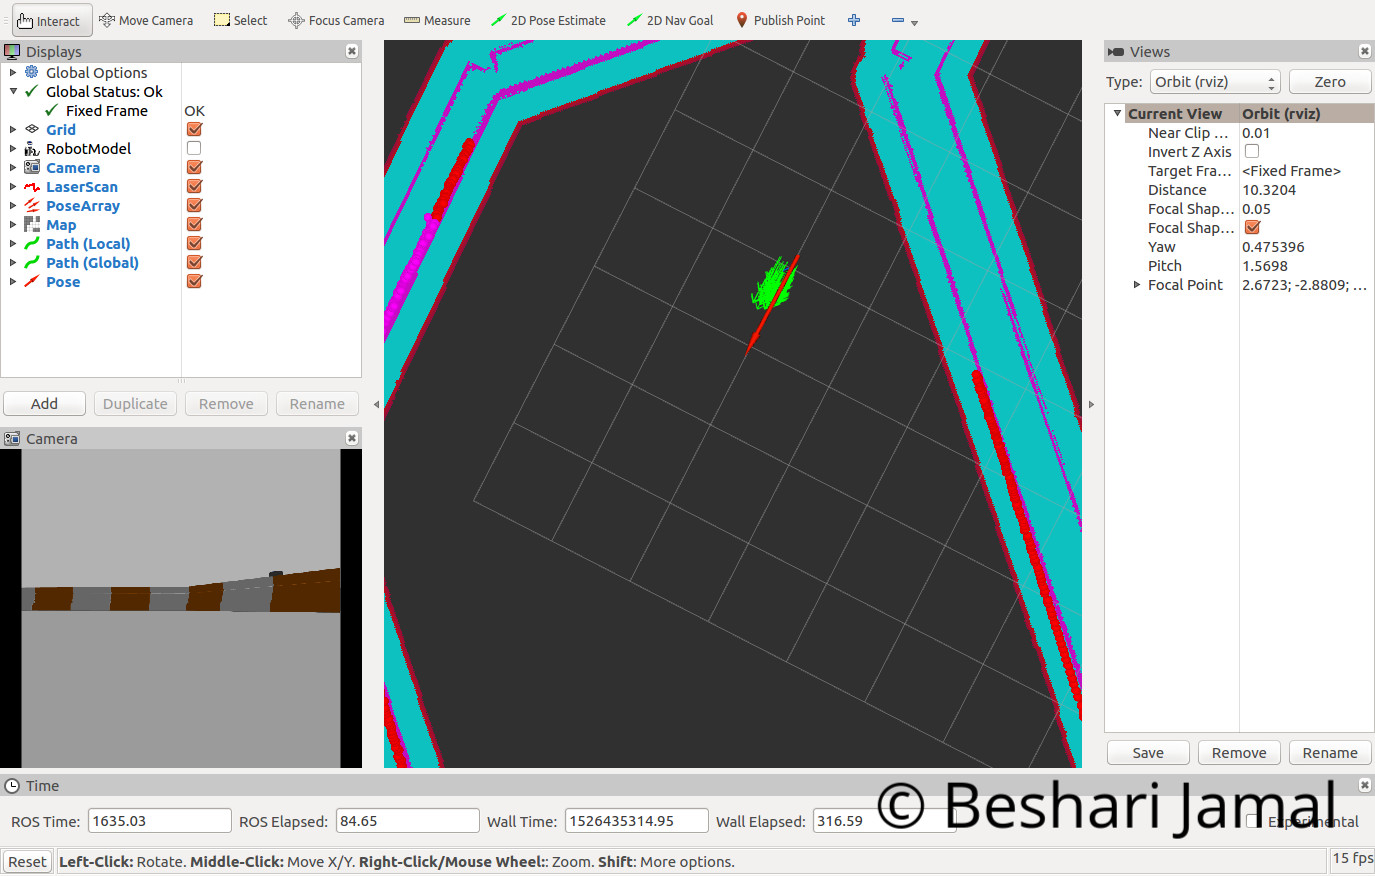 Interact Move Camera Select Focus Camera Measure 2D Pose Estimate 2D Nav Goal Publish Point
Displays
Global Options
Global Status: Ok
Fixed Frame OK
Grid
RobotModel
Camera
LaserScan
PoseArray
Map
Path (Local)
Path (Global)
Pose
Add Duplicate Remove Rename
Camera
Views
Type: Orbit (rviz) Zero
Current View Orbit (rviz)
Near Clip ... 0.01
Invert Z Axis
Target Fra... <Fixed Frame>
Distance 10.3204
Focal Shap... 0.05
Focal Shap...
Yaw 0.475396
Pitch 1.5698
Focal Point 2.6723; -2.8809; ...
Save Remove Rename
Time
ROS Time: 1635.03 ROS Elapsed: 84.65 Wall Time: 1526435314.95 Wall Elapsed: 316.59 Experimental
© Beshari Jamal
Reset Left-Click: Rotate. Middle-Click: Move X/Y. Right-Click/Mouse Wheel:: Zoom. Shift: More options. 15 fps